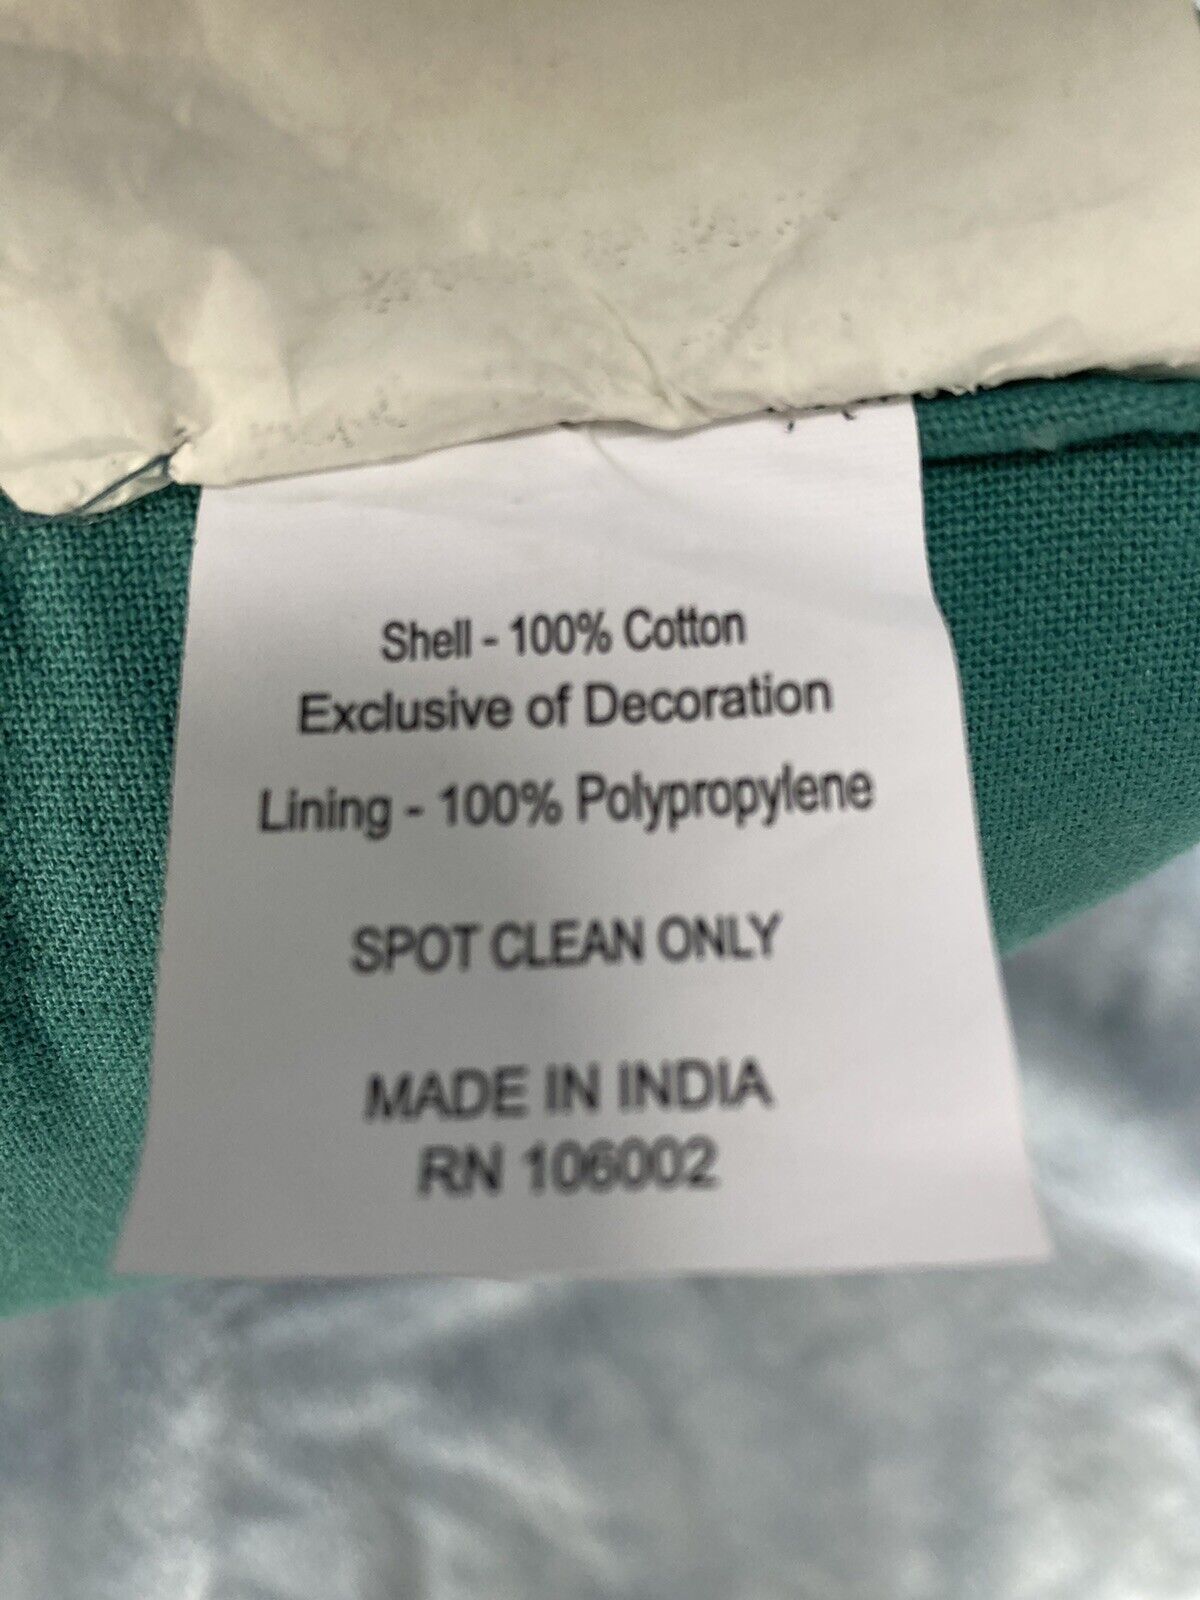 Shell - 100% Cotton
Exclusive of Decoration
Lining - 100% Polypropylene
SPOT CLEAN ONLY
MADE IN INDIA
RN 106002